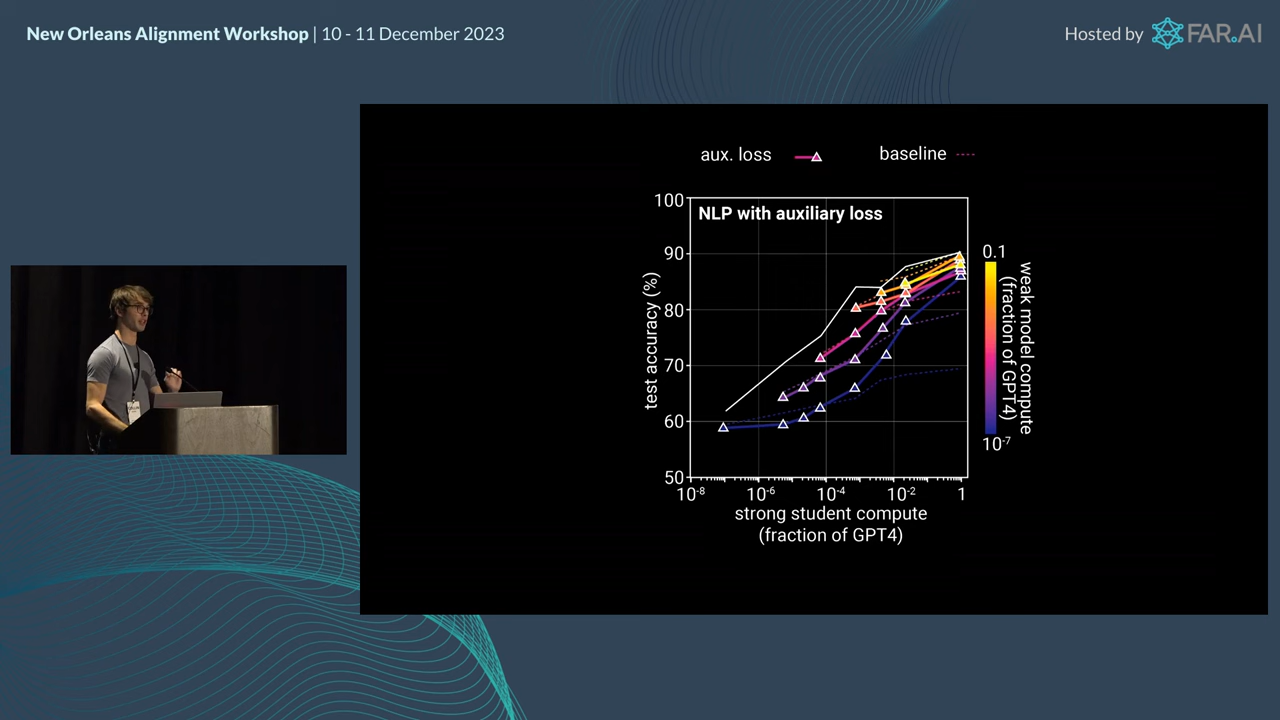 New Orleans Alignment Workshop | 10 - 11 December 2023
Hosted by FAR.AI
aux. loss
baseline
NLP with auxiliary loss
100
90
80
70
60
50
test accuracy (%)
10-8
10-6
10-4
10-2
1
strong student compute
(fraction of GPT4)
0.1
10-7
weak model compute
(fraction of GPT4)